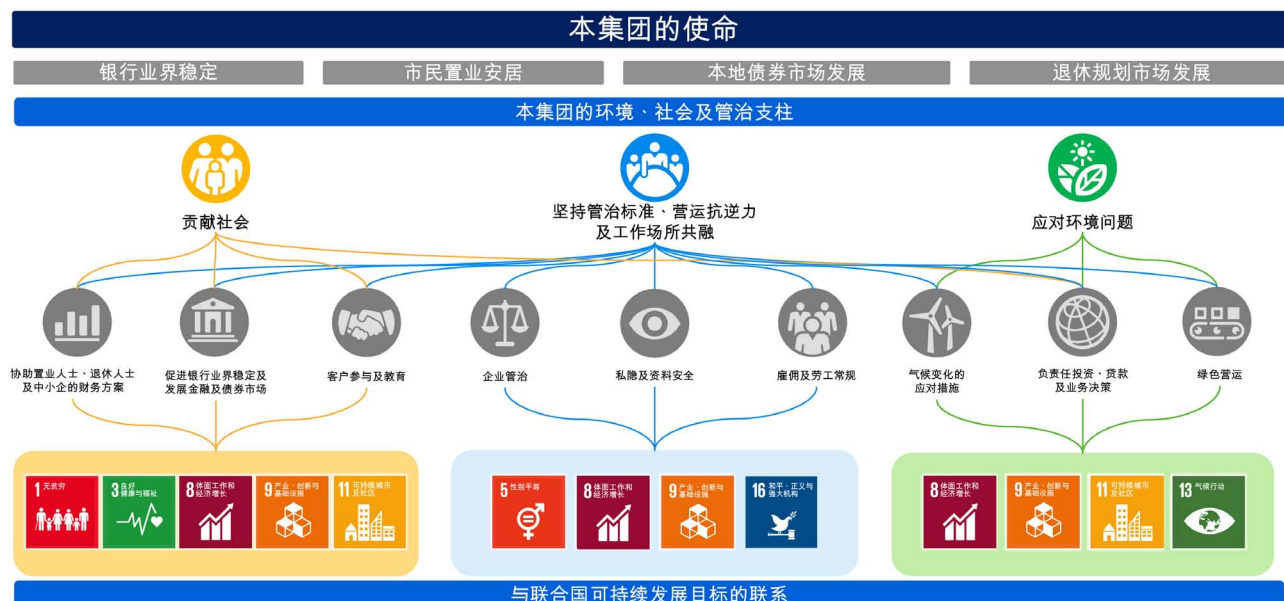 本集团的使命
银行业界稳定
市民置业安居
本地债券市场发展
退休规划市场发展
本集团的环境、社会及管治支柱
贡献社会
坚持管治标准、营运抗逆力
及工作场所共融
应对环境问题
协助置业人士、退休人士
及中小企的财务方案
促进银行业界稳定及
发展金融及债券市场
客户参与及教育
企业管治
私隐及资料安全
雇佣及劳工常规
气候变化的
应对措施
负责任投资、贷款
及业务决策
绿色营运
1 无贫穷
3 良好
健康与福祉
8 体面工作和
经济增长
9 产业、创新与
基础设施
11 可持续城市
及社区
5 性别平等
8 体面工作和
经济增长
9 产业、创新与
基础设施
16 和平、正义与
强大机构
8 体面工作和
经济增长
9 产业、创新与
基础设施
11 可持续城市
及社区
13 气候行动
与联合国可持续发展目标的联系